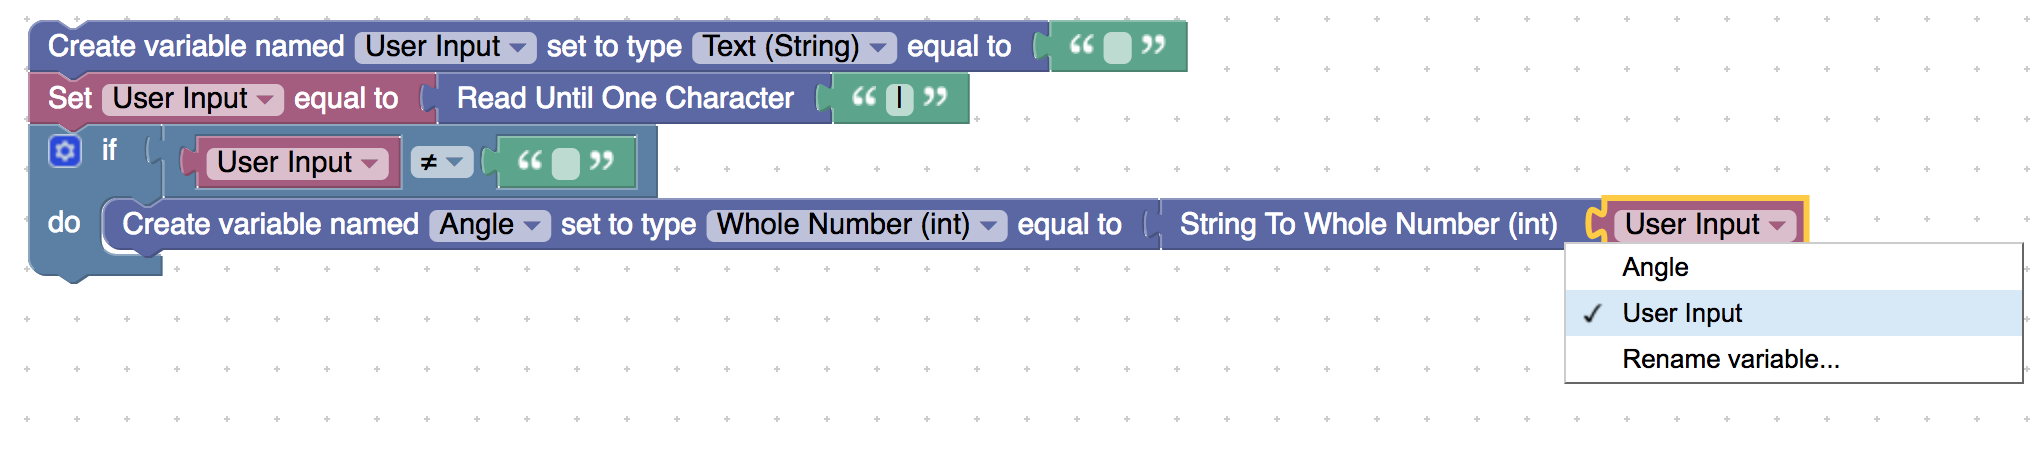 Create variable named User Input set to type Text (String) equal to “ ”
Set User Input equal to Read Until One Character “ l ”
if User Input ≠ “ ”
do Create variable named Angle set to type Whole Number (int) equal to String To Whole Number (int) User Input
Angle
✓ User Input
Rename variable...